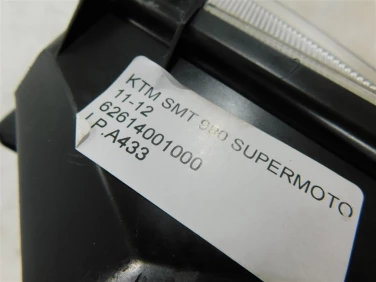 KTM SMT 990 SUPERMOTO
11-12
62614001000
P.A433